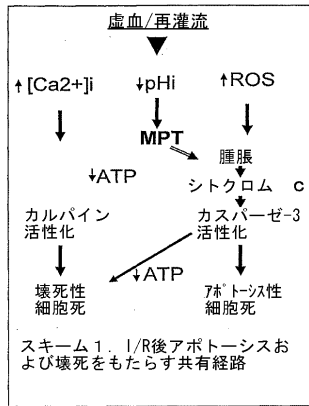 虚血/再灌流
↑[Ca2+]i ↓pHi ↑ROS
MPT
腫脹
↓ATP
シトクロム c
カルパイン
活性化
カスパーゼ-3
活性化
↓ATP
壊死性
細胞死
アポトーシス性
細胞死
スキーム1. I/R後アポトーシスお
よび壊死をもたらす共有経路